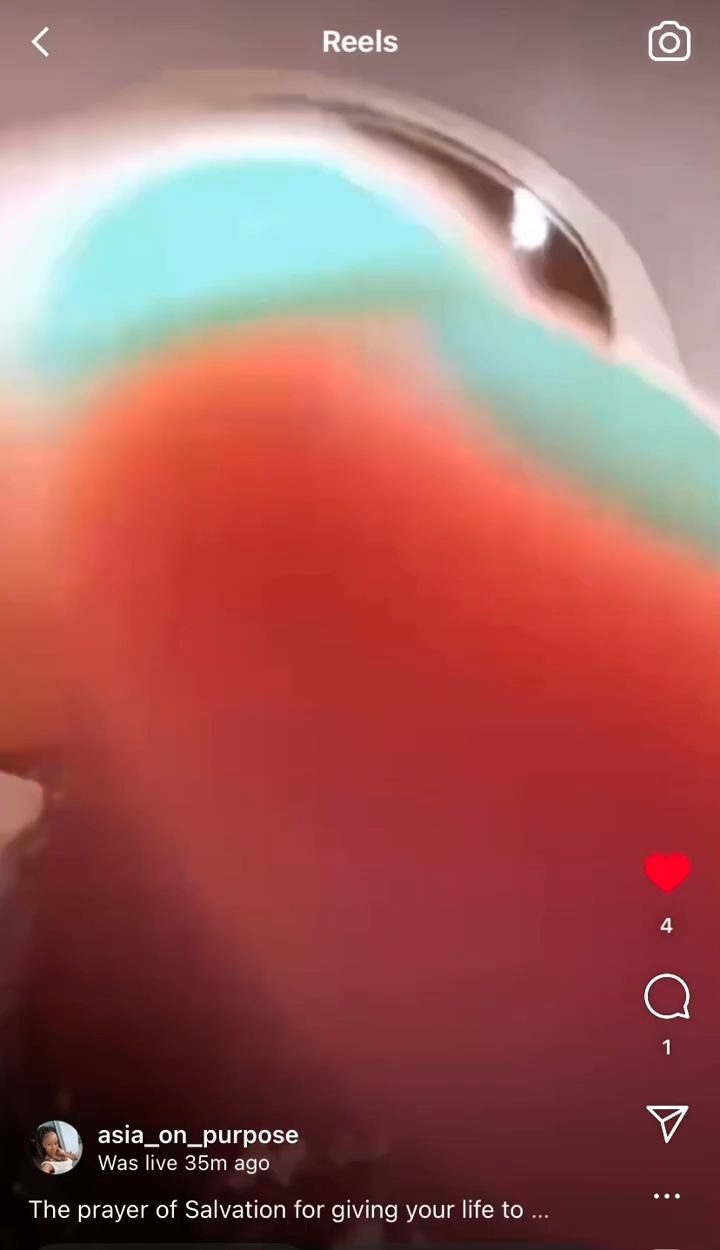 Reels
4
1
asia_on_purpose
Was live 35m ago
The prayer of Salvation for giving your life to ...